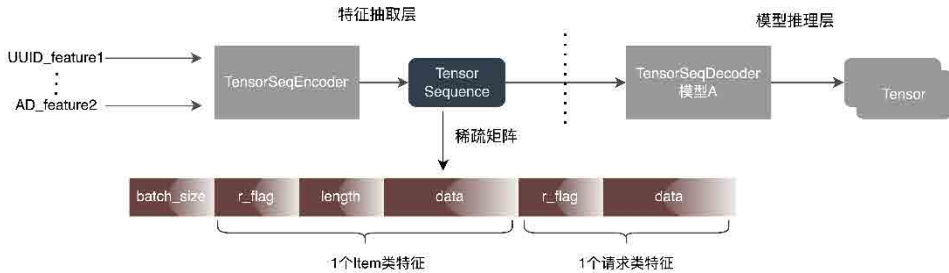 特征抽取层
模型推理层
UUID_feature1
AD_feature2
TensorSeqEncoder
Tensor
Sequence
TensorSeqDecoder
模型A
Tensor
稀疏矩阵
batch_size
r_flag
length
data
r_flag
data
1个Item类特征
1个请求类特征